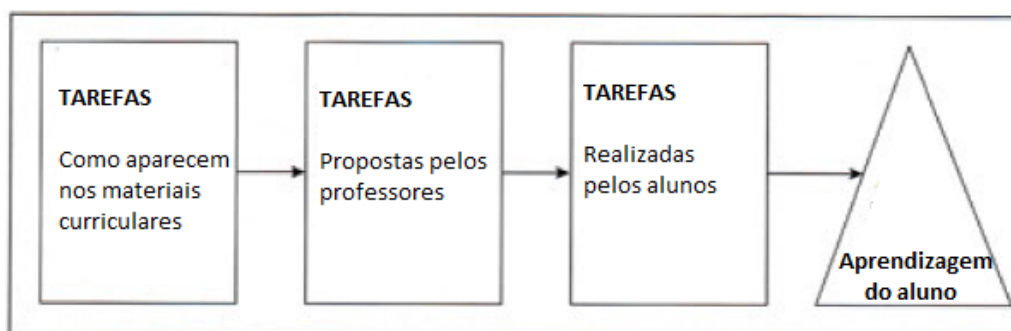 TAREFAS
Como aparecem
nos materiais
curriculares
TAREFAS
Propostas pelos
professores
TAREFAS
Realizadas
pelos alunos
Aprendizagem
do aluno